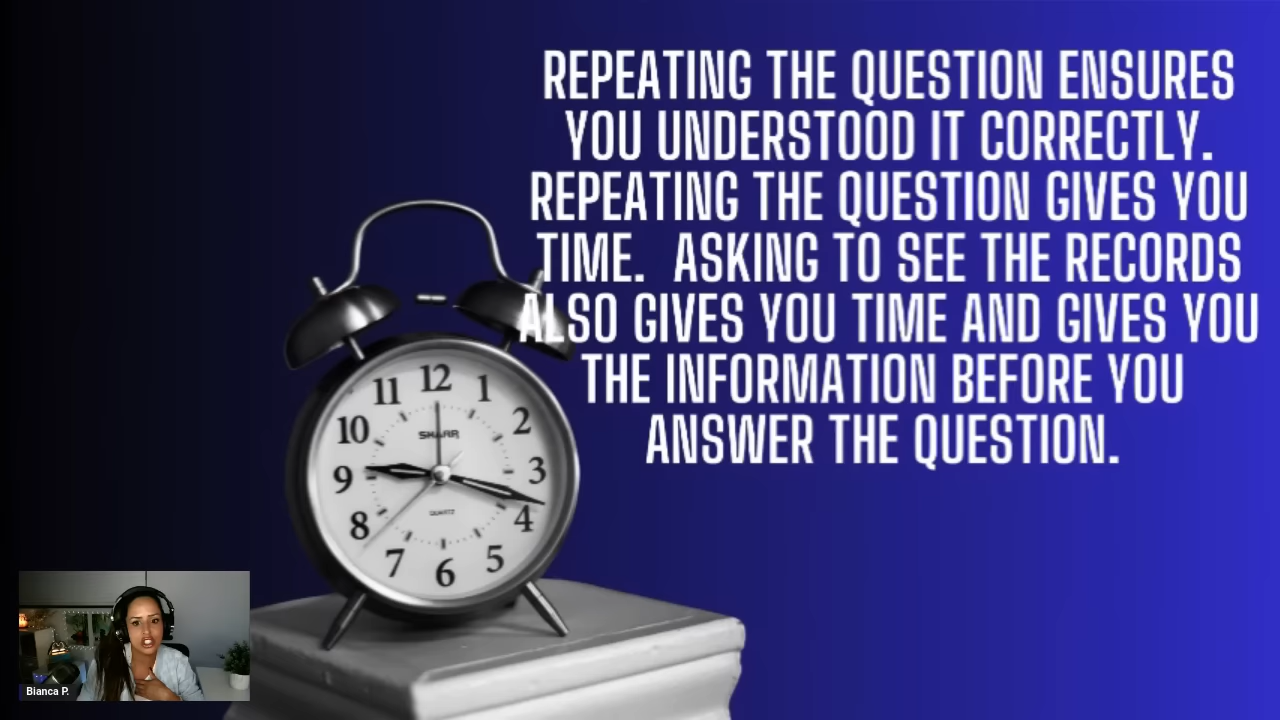 REPEATING THE QUESTION ENSURES
YOU UNDERSTOOD IT CORRECTLY.
REPEATING THE QUESTION GIVES YOU
TIME. ASKING TO SEE THE RECORDS
ALSO GIVES YOU TIME AND GIVES YOU
THE INFORMATION BEFORE YOU
ANSWER THE QUESTION.
12
11 1
10 2
9 3
8 4
7 5
6
QUARTZ
Bianca P.